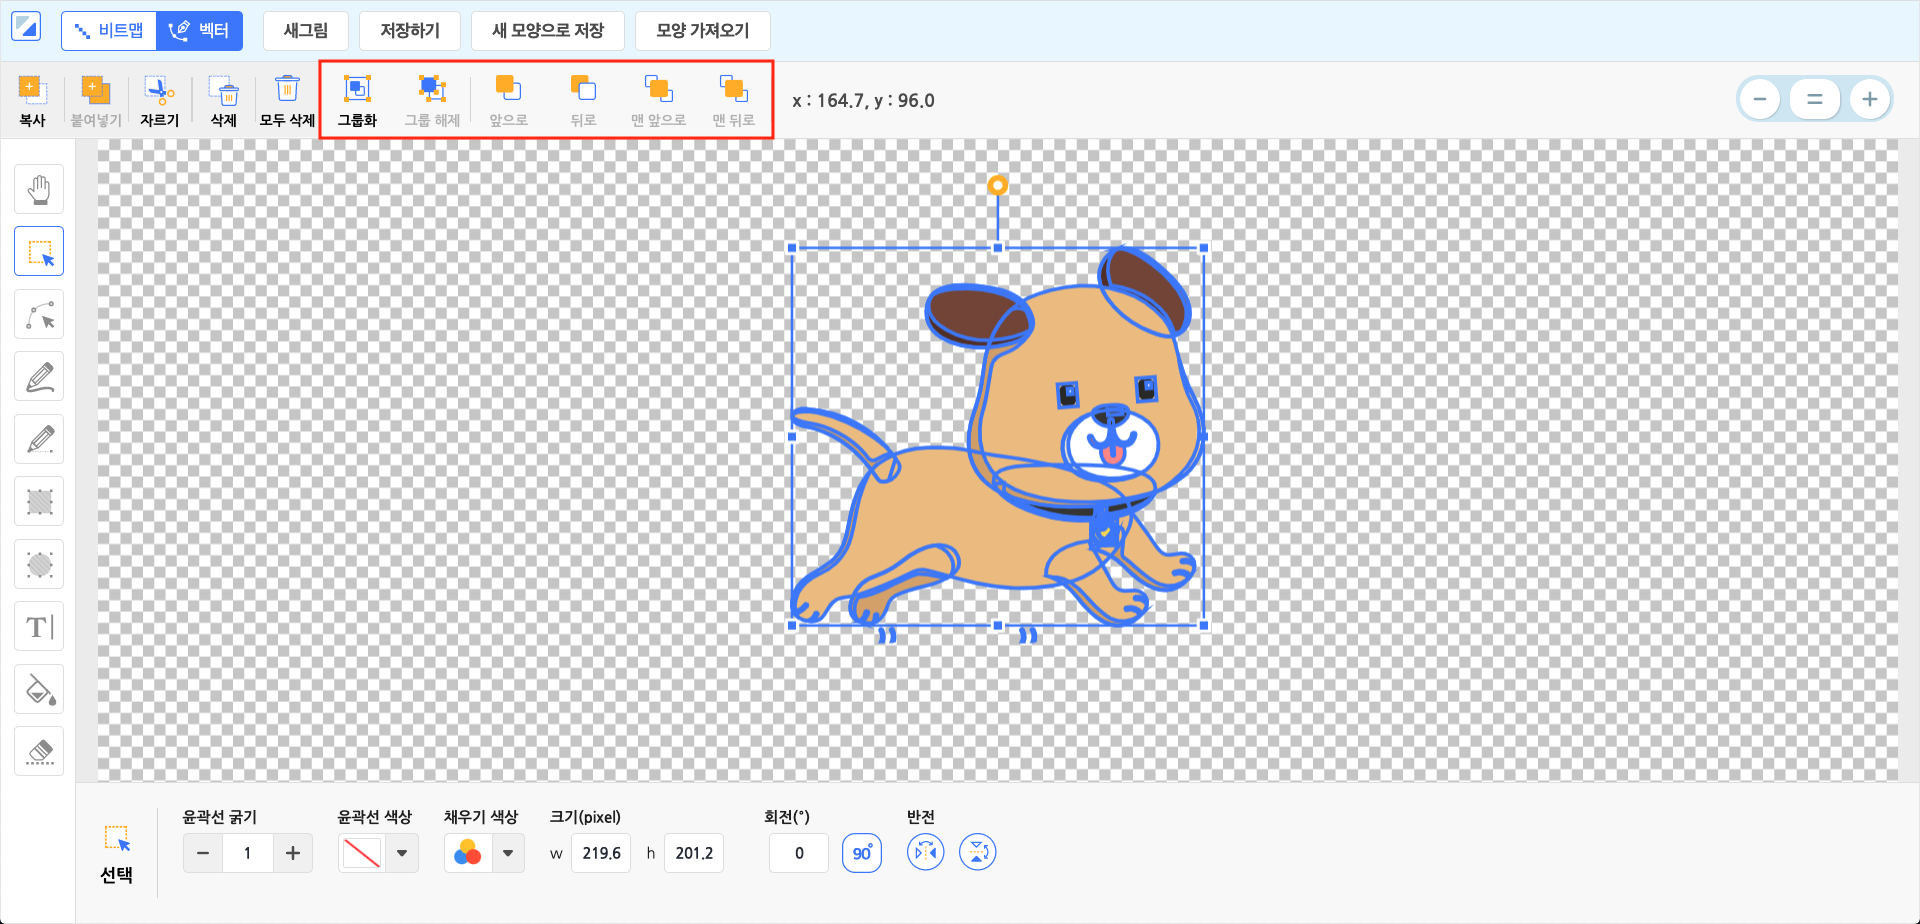 비트맵 벡터 새그림 저장하기 새 모양으로 저장 모양 가져오기
복사 붙여넣기 자르기 삭제 모두 삭제 그룹화 그룹 해제 앞으로 뒤로 맨 앞으로 맨 뒤로
x : 164.7, y : 96.0
T
윤곽선 굵기 윤곽선 색상 채우기 색상 크기(pixel) 회전(°) 반전
1 w 219.6 h 201.2 0 90°
선택